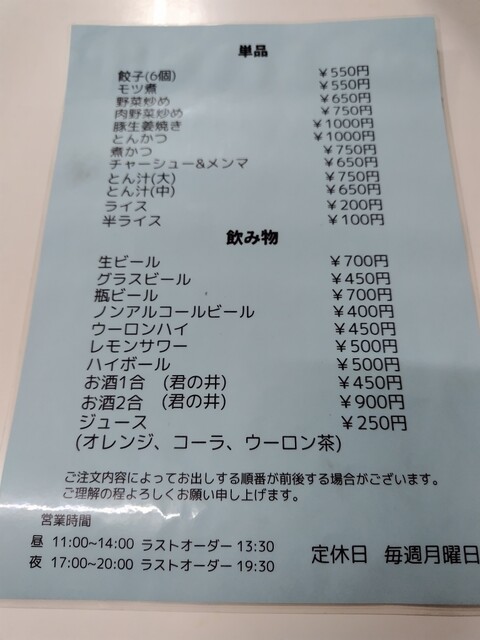 単品
餃子(6個) ￥550円
モツ煮 ￥550円
野菜炒め ￥650円
肉野菜炒め ￥750円
豚生姜焼き ￥1000円
とんかつ ￥1000円
煮かつ ￥750円
チャーシュー&メンマ ￥650円
とん汁(大) ￥750円
とん汁(中) ￥650円
ライス ￥200円
半ライス ￥100円
飲み物
生ビール ￥700円
グラスビール ￥450円
瓶ビール ￥700円
ノンアルコールビール ￥400円
ウーロンハイ ￥450円
レモンサワー ￥500円
ハイボール ￥500円
お酒1合 (君の井) ￥450円
お酒2合 (君の井) ￥900円
ジュース ￥250円
(オレンジ、コーラ、ウーロン茶)
ご注文内容によってお出しする順番が前後する場合がございます。
ご理解の程よろしくお願い申し上げます。
営業時間
昼 11:00~14:00 ラストオーダー 13:30
夜 17:00~20:00 ラストオーダー 19:30
定休日 毎週月曜日